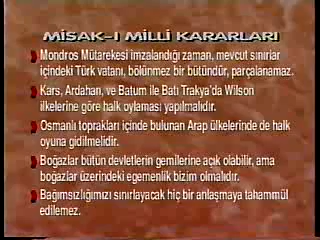 MİSAK-I MİLLİ KARARLARI
Mondros Mütarekesi imzalandığı zaman, mevcut sınırlar
içindeki Türk vatanı, bölünmez bir bütündür, parçalanamaz.
Kars, Ardahan, ve Batum ile Batı Trakya'da Wilson
ilkelerine göre halk oylaması yapılmalıdır.
Osmanlı toprakları içinde bulunan Arap ülkelerinde de halk
oyuna gidilmelidir.
Boğazlar bütün devletlerin gemilerine açık olabilir, ama
boğazlar üzerindeki egemenlik bizim olmalıdır.
Bağımsızlığımızı sınırlayacak hiç bir anlaşmaya tahammül
edilemez.